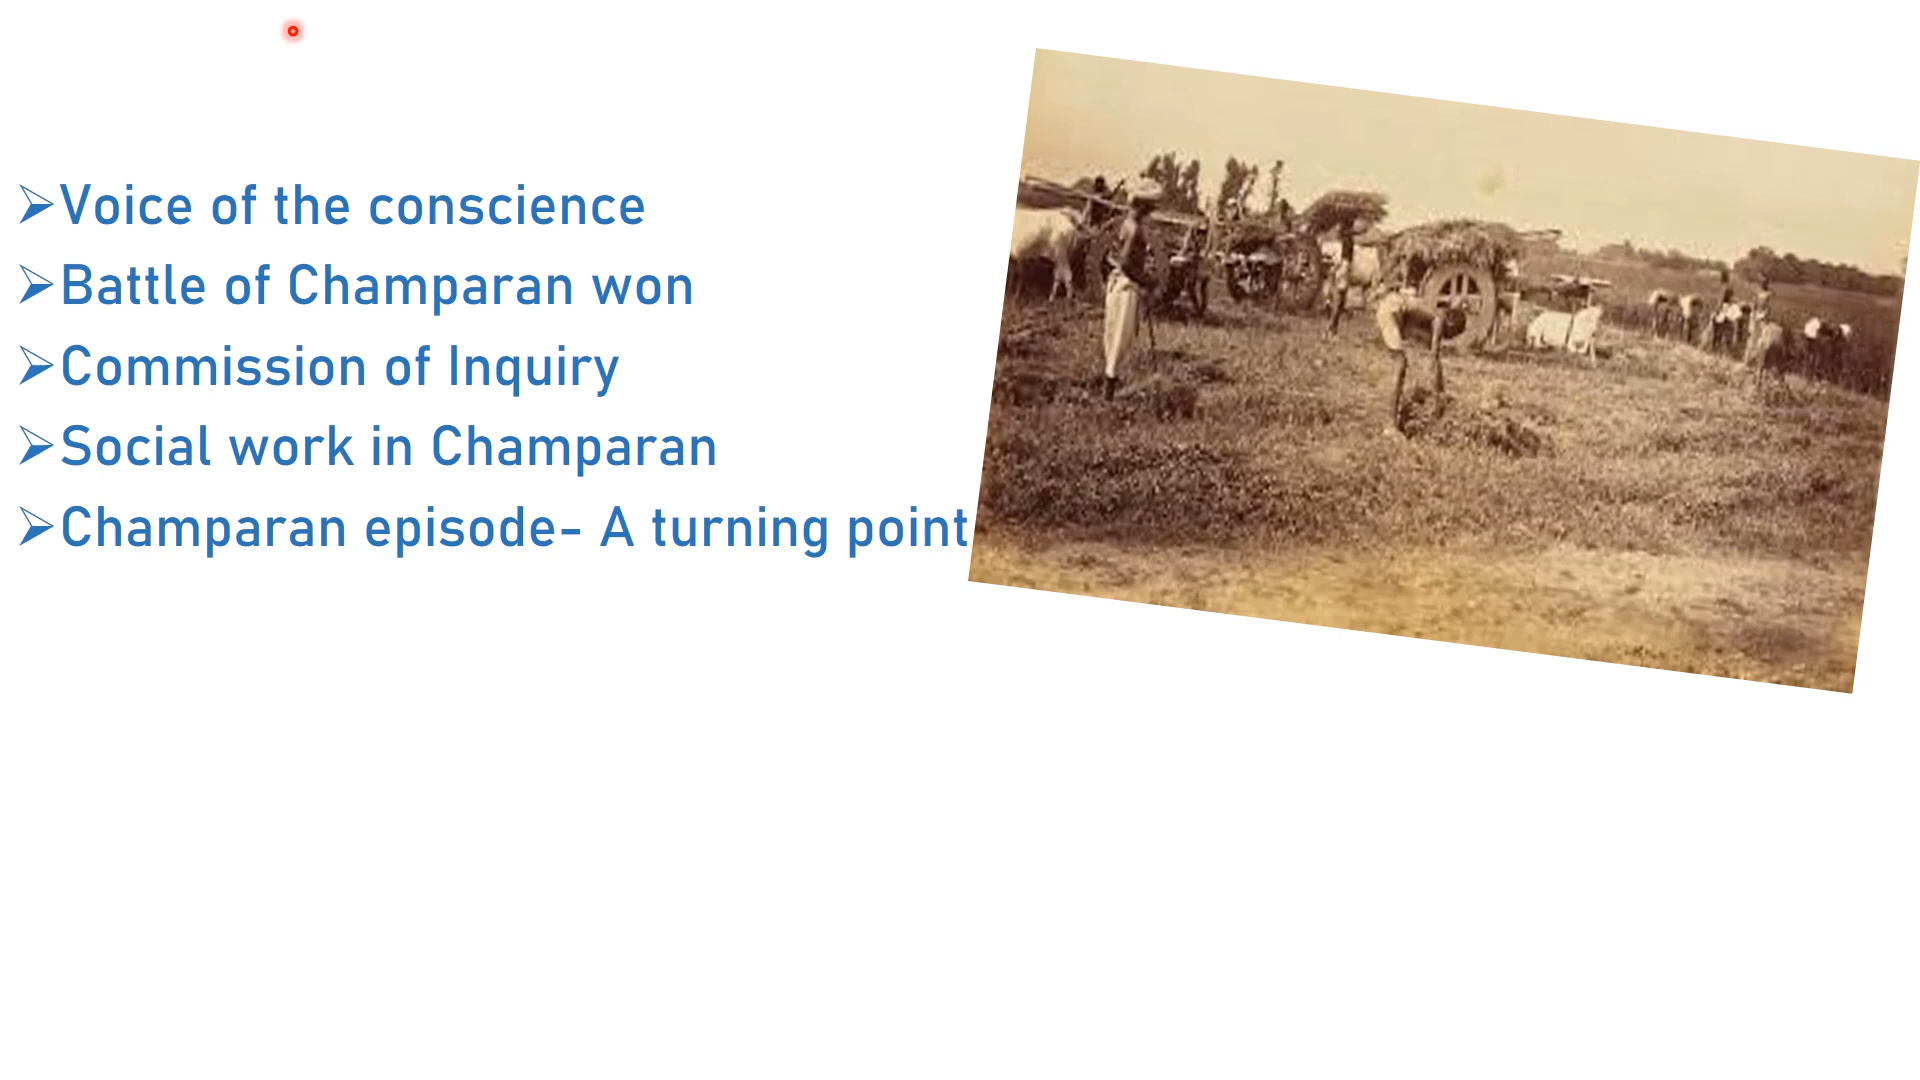 Voice of the conscience
Battle of Champaran won
Commission of Inquiry
Social work in Champaran
Champaran episode- A turning point